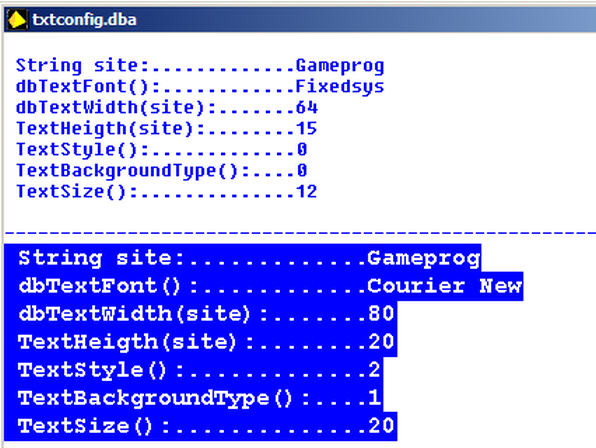 txtconfig.dba
String site:.............Gameprog
dbTextFont():............Fixedsys
dbTextWidth(site):.......64
TextHeigth(site):........15
TextStyle():.............0
TextBackgroundType():....0
TextSize():..............12
String site:.............Gameprog
dbTextFont():............Courier New
dbTextWidth(site):.......80
TextHeigth(site):........20
TextStyle():.............2
TextBackgroundType():....1
TextSize():..............20